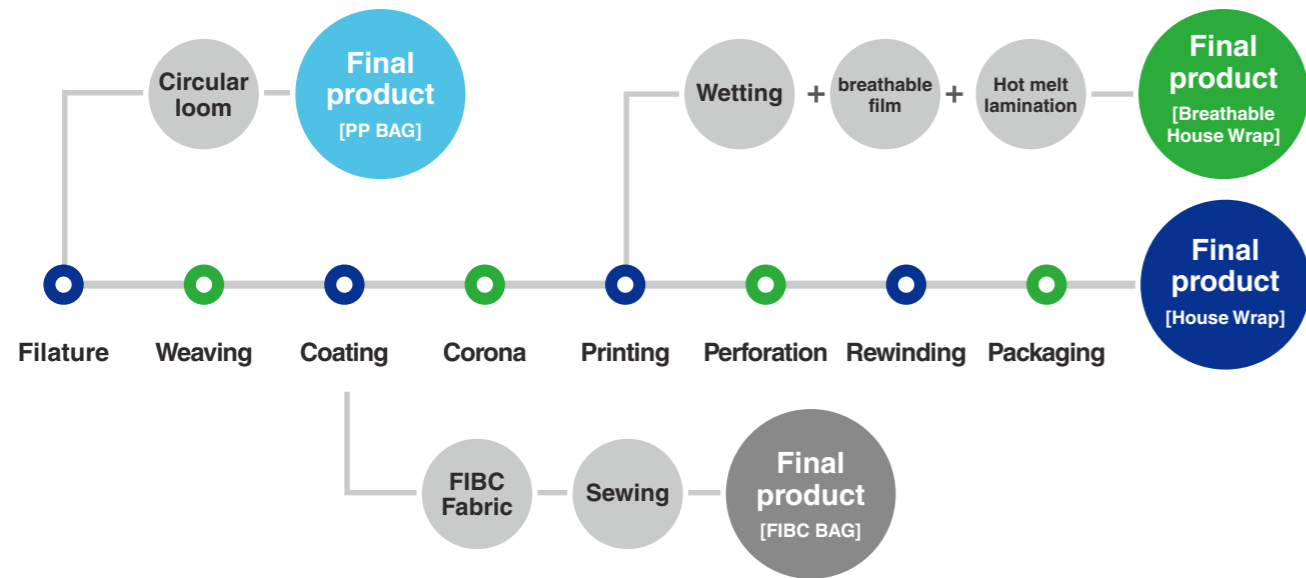 Circular
loom
Final
product
[PP BAG]
Wetting
+
breathable
film
+
Hot melt
lamination
Final
product
[Breathable
House Wrap]
Final
product
[House Wrap]
Filature
Weaving
Coating
Corona
Printing
Perforation
Rewinding
Packaging
FIBC
Fabric
Sewing
Final
product
[FIBC BAG]